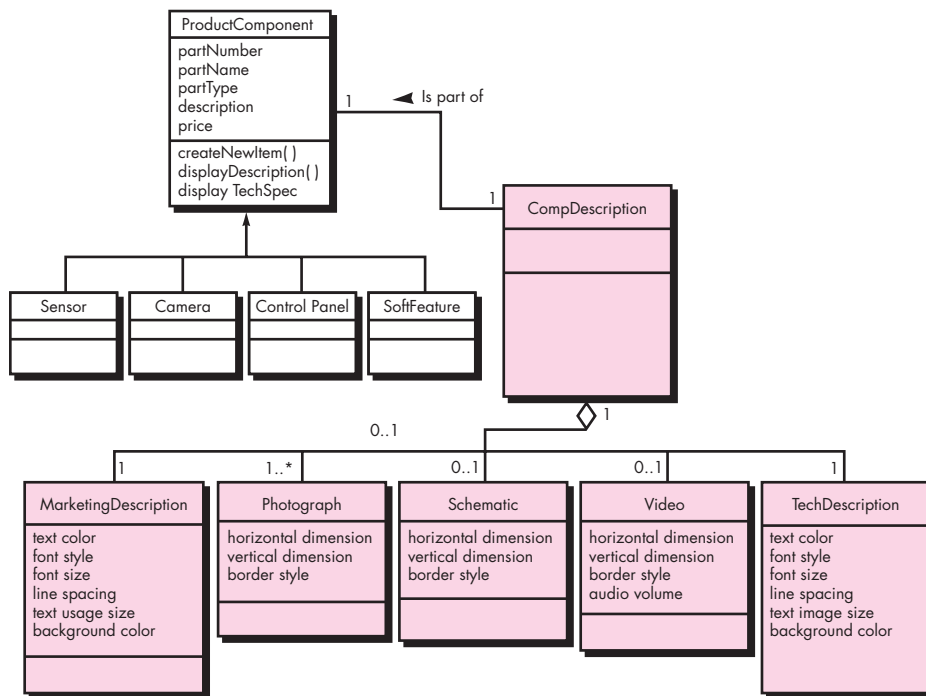 ProductComponent
partNumber
partName
partType
description
price
createNewItem( )
displayDescription( )
display TechSpec
1
Is part of
1
CompDescription
Sensor
Camera
Control Panel
SoftFeature
1
0..1
1
1..*
0..1
0..1
1
MarketingDescription
text color
font style
font size
line spacing
text usage size
background color
Photograph
horizontal dimension
vertical dimension
border style
Schematic
horizontal dimension
vertical dimension
border style
Video
horizontal dimension
vertical dimension
border style
audio volume
TechDescription
text color
font style
font size
line spacing
text image size
background color